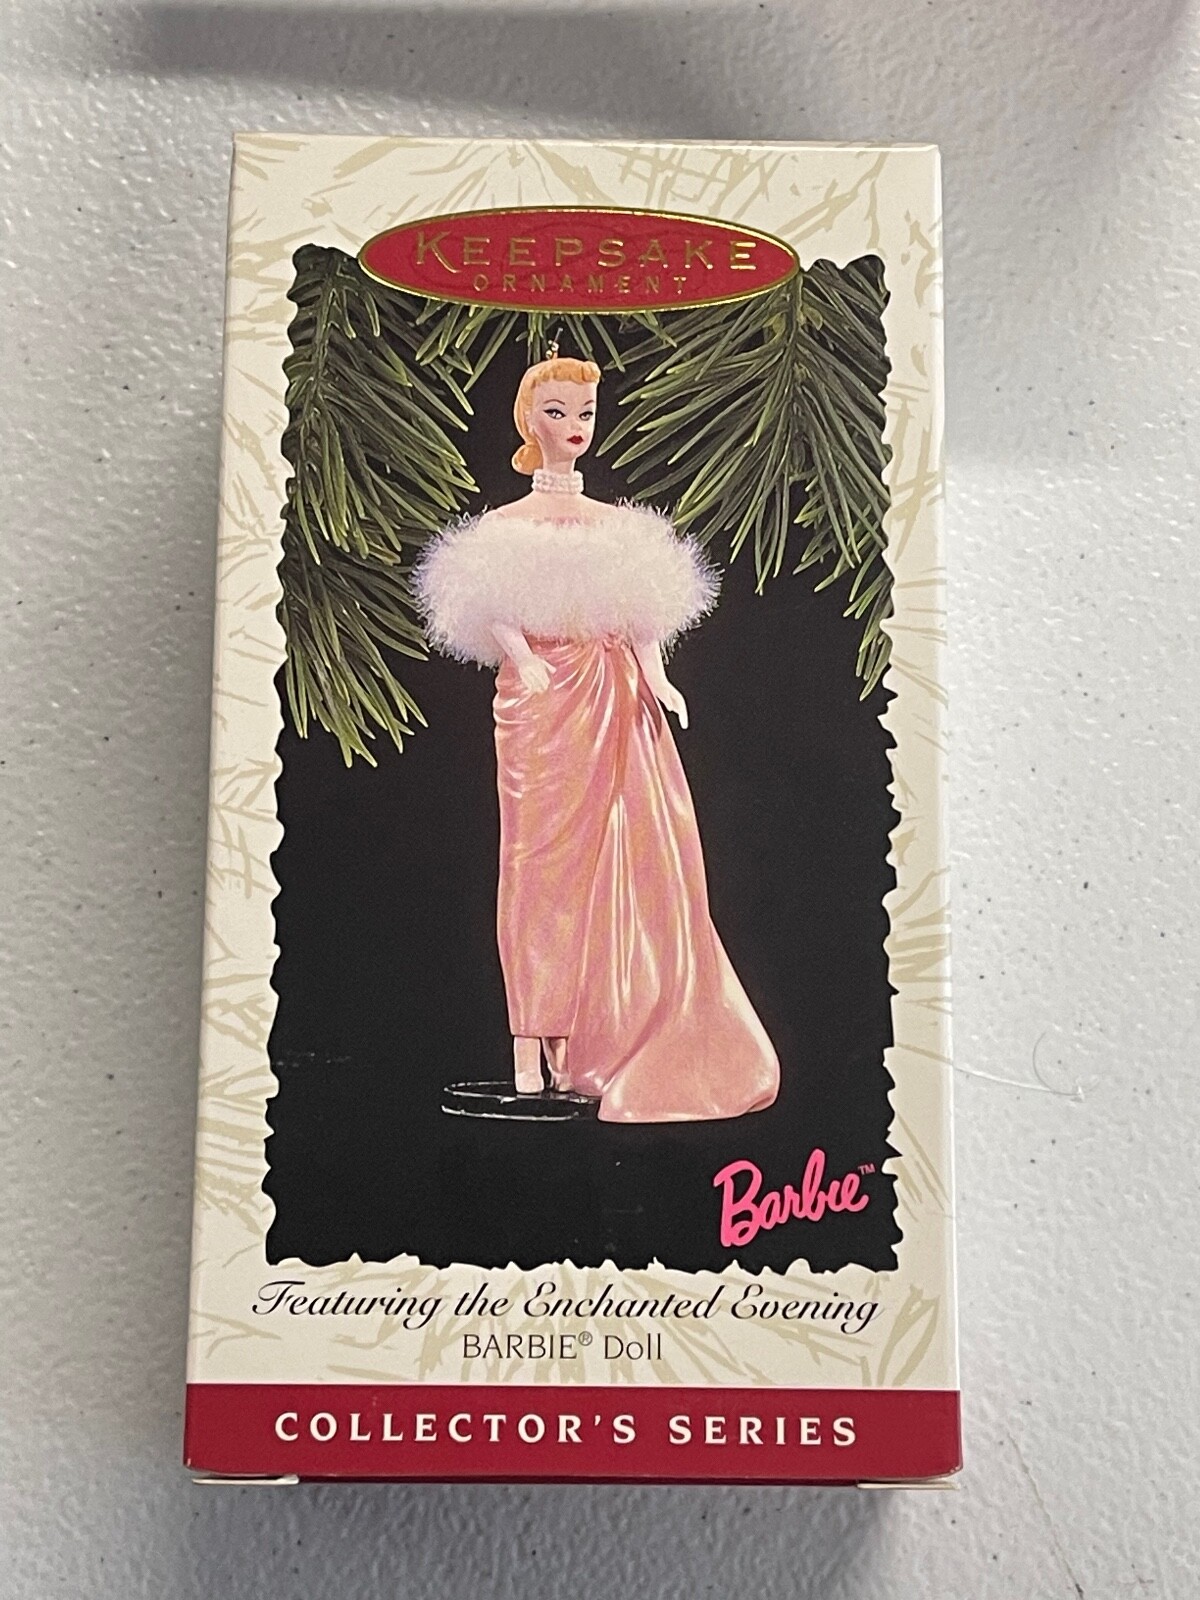 KEEPSAKE
ORNAMENT
Barbie™
Featuring the Enchanted Evening
BARBIE® Doll
COLLECTOR'S SERIES